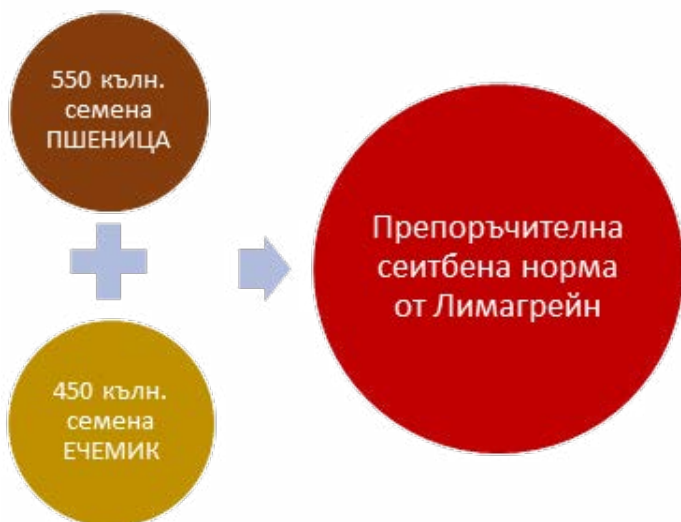 550 кълн.
семена
ПШЕНИЦА
450 кълн.
семена
ЕЧЕМИК
Препоръчителна
сеитбена норма
от Лимагрейн